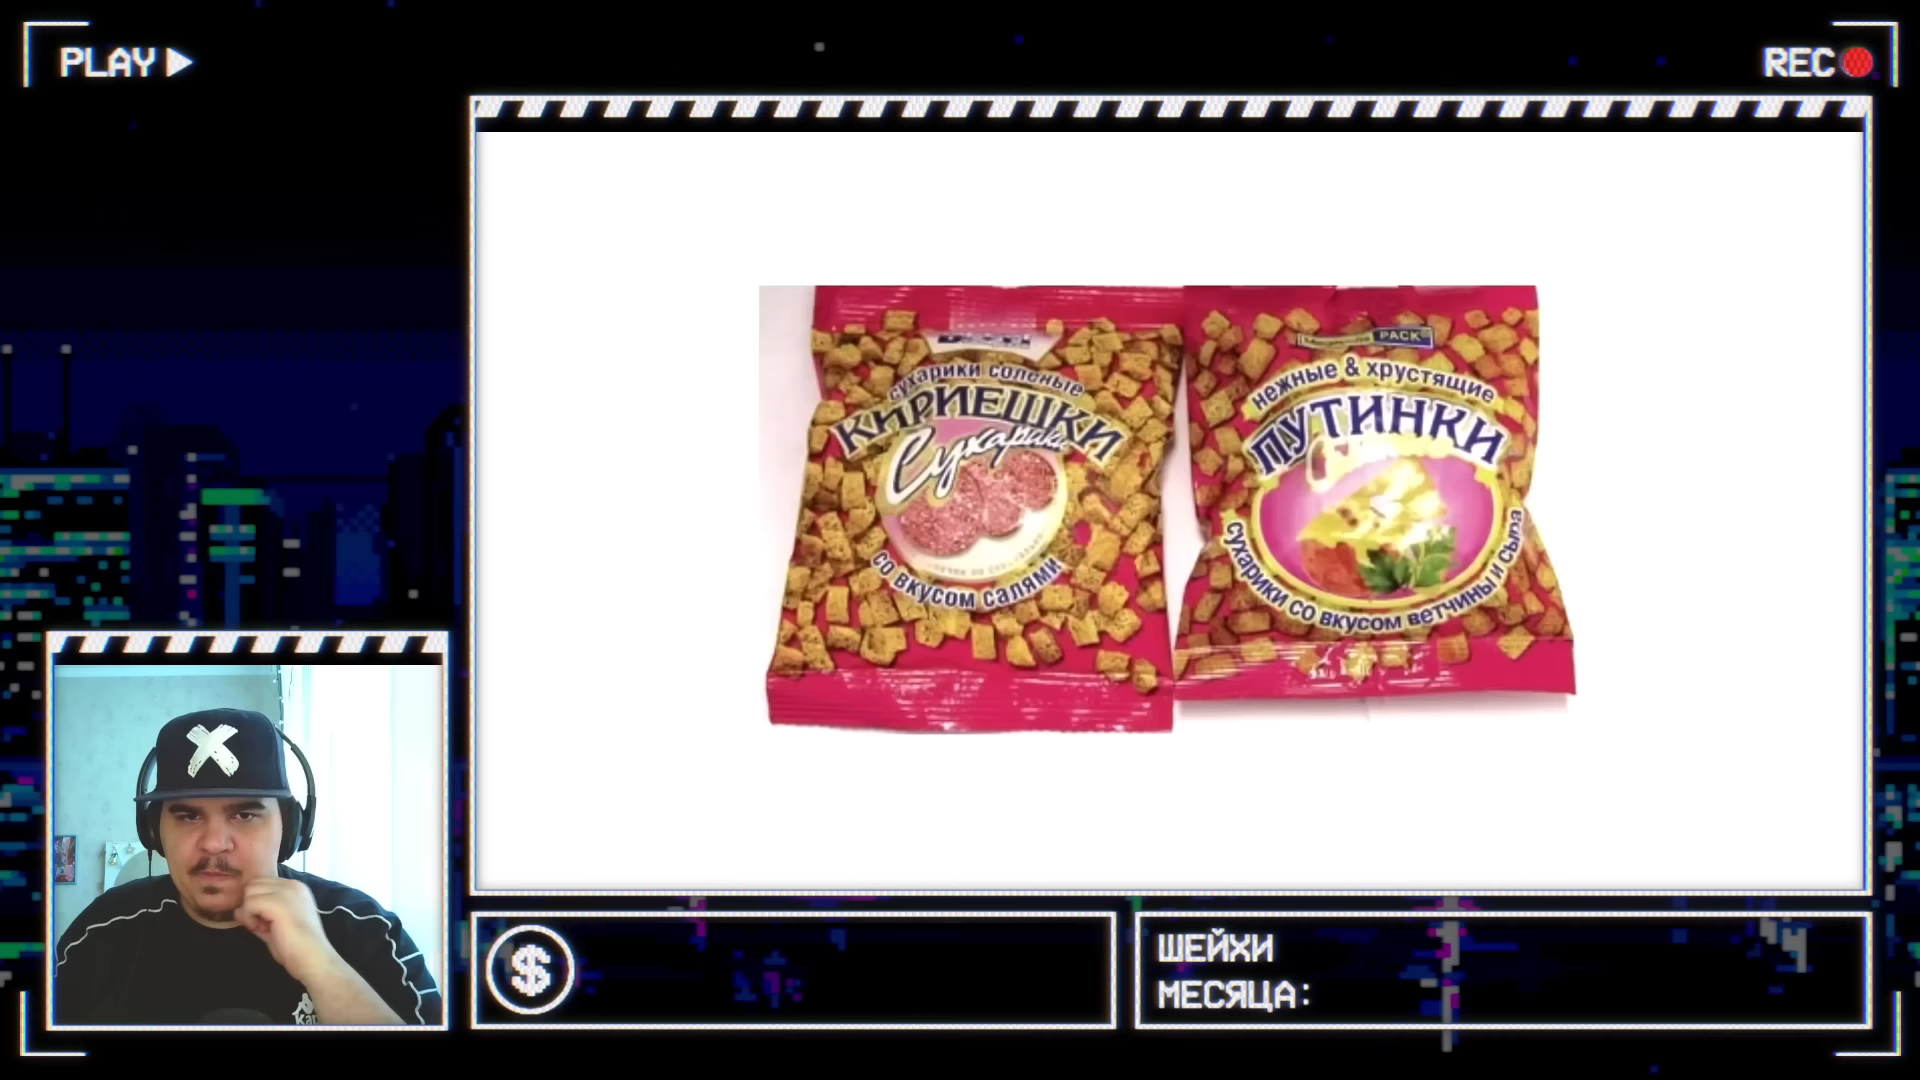 PLAY
REC
сухарики соленые
КИРИЕШКИ
Сухарики
со вкусом салями
PACK
нежные & хрустящие
ПУТИНКИ
сухарики со вкусом ветчины и сыра
$
ШЕЙХИ
МЕСЯЦА: